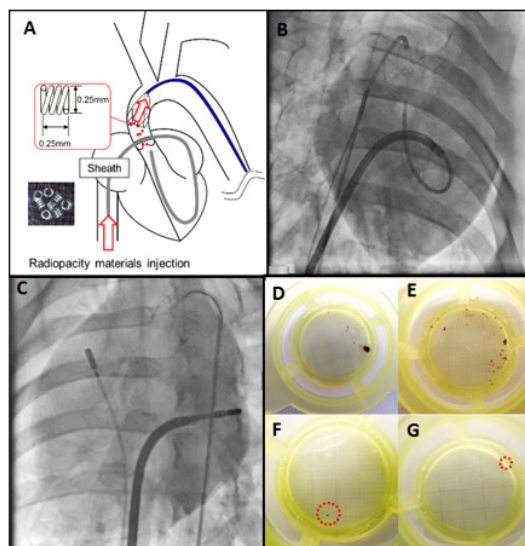 A
0.25mm
0.25mm
Sheath
Radiopacity materials injection
B
C
D
E
F
G